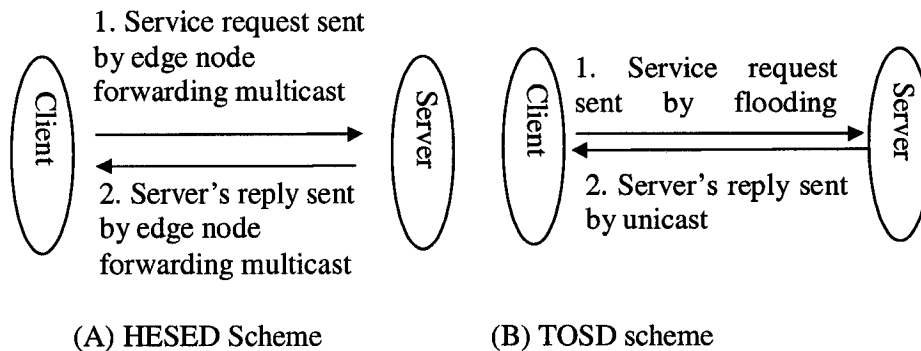 1. Service request sent
by edge node
forwarding multicast
Client
Server
2. Server's reply sent
by edge node
forwarding multicast
(A) HESED Scheme
1. Service request
sent by flooding
Client
Server
2. Server's reply sent
by unicast
(B) TOSD scheme